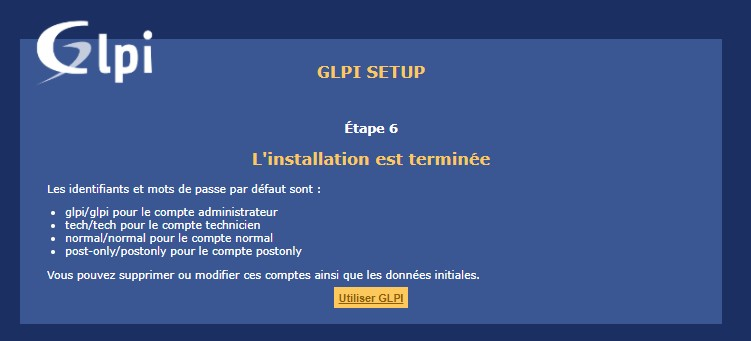 Glpi
GLPI SETUP
Étape 6
L'installation est terminée
Les identifiants et mots de passe par défaut sont :
glpi/glpi pour le compte administrateur
tech/tech pour le compte technicien
normal/normal pour le compte normal
post-only/postonly pour le compte postonly
Vous pouvez supprimer ou modifier ces comptes ainsi que les données initiales.
Utiliser GLPI